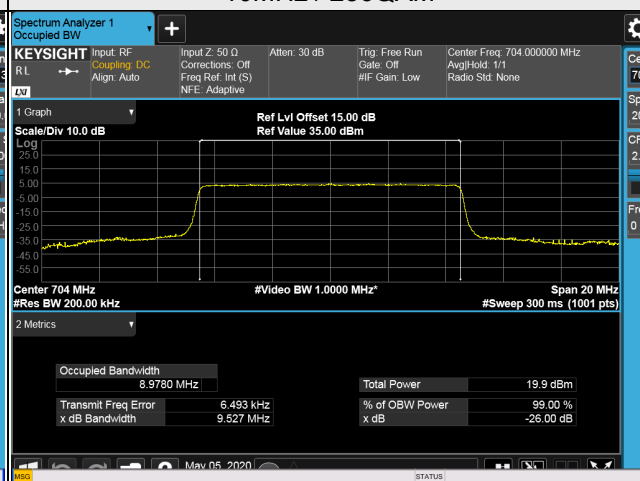 Spectrum Analyzer 1
Occupied BW
KEYSIGHT
RL
LXI
Input: RF
Coupling: DC
Align: Auto
Input Z: 50 Ω
Corrections: Off
Freq Ref: Int (S)
NFE: Adaptive
Atten: 30 dB
Trig: Free Run
Gate: Off
#IF Gain: Low
Center Freq: 704.000000 MHz
Avg|Hold: 1/1
Radio Std: None
1 Graph
Scale/Div 10.0 dB
Ref Lvl Offset 15.00 dB
Ref Value 35.00 dBm
Log
25.0
15.0
5.00
-5.00
-15.0
-25.0
-35.0
-45.0
-55.0
Center 704 MHz
#Res BW 200.00 kHz
#Video BW 1.0000 MHz*
Span 20 MHz
#Sweep 300 ms (1001 pts)
2 Metrics
Occupied Bandwidth
8.9780 MHz
Transmit Freq Error 6.493 kHz
x dB Bandwidth 9.527 MHz
Total Power 19.9 dBm
% of OBW Power 99.00 %
x dB -26.00 dB
May 05, 2020
MSG
STATUS